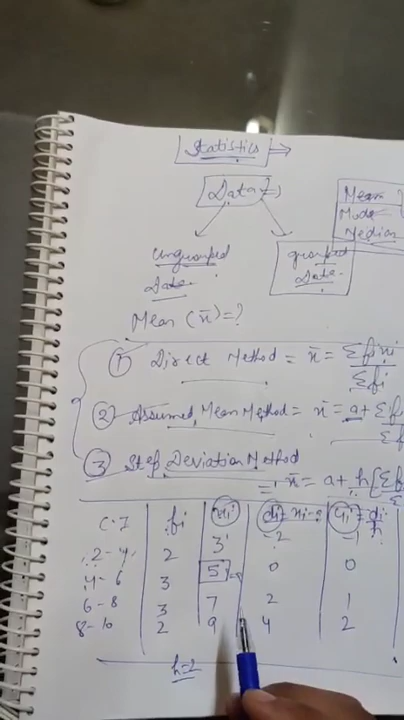 Statistics ⇒
Data ⇒
Mean
Mode
Median
ungrouped
Data.
grouped
Data.
Mean (x̄) = ?
① Direct Method = x̄ = Σfixi
Σfi
② Assumed Mean Method = x̄ = a + Σf
Σf
③ Step Deviation Method
= x̄ = a + h[Σf
C.I fi xi di = xi-a ui = di
h
2-4 2 3 -2 -1
4-6 3 5 = a 0 0
6-8 3 7 2 1
8-10 2 9 4 2
h=2